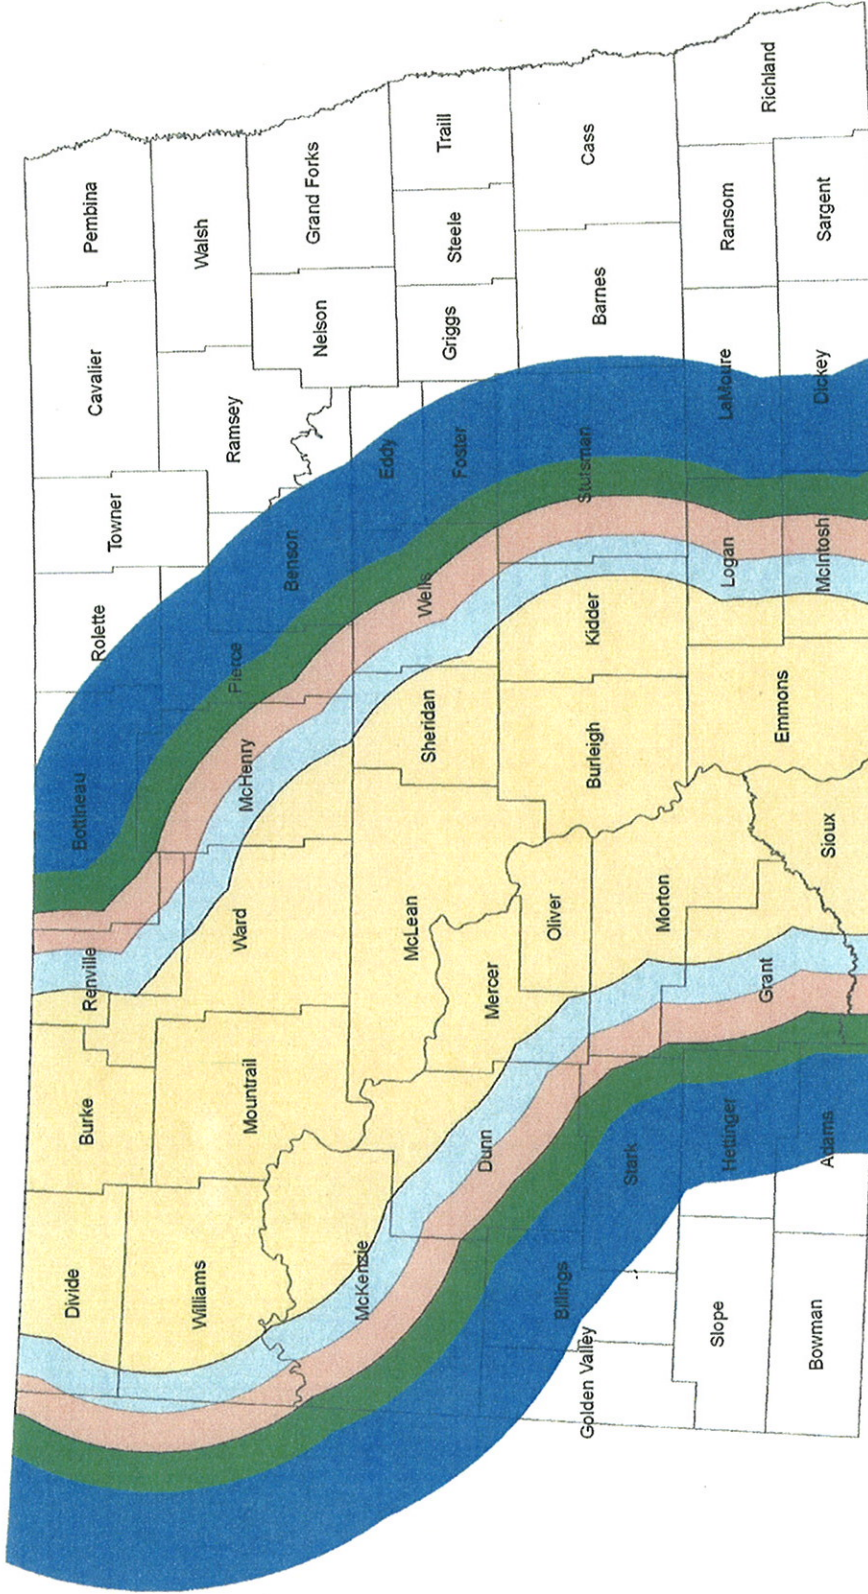 Divide
Burke
Renville
Bottineau
Rolette
Towner
Cavalier
Pembina
Williams
Mountrail
Ward
McHenry
Pierce
Benson
Ramsey
Walsh
McKenzie
Nelson
Grand Forks
Dunn
Mercer
McLean
Sheridan
Wells
Eddy
Foster
Griggs
Steele
Traill
Golden Valley
Billings
Stark
Oliver
Burleigh
Kidder
Stutsman
Barnes
Cass
Morton
Slope
Hettinger
Grant
Emmons
Logan
LaMoure
Ransom
Richland
Bowman
Adams
Sioux
McIntosh
Dickey
Sargent